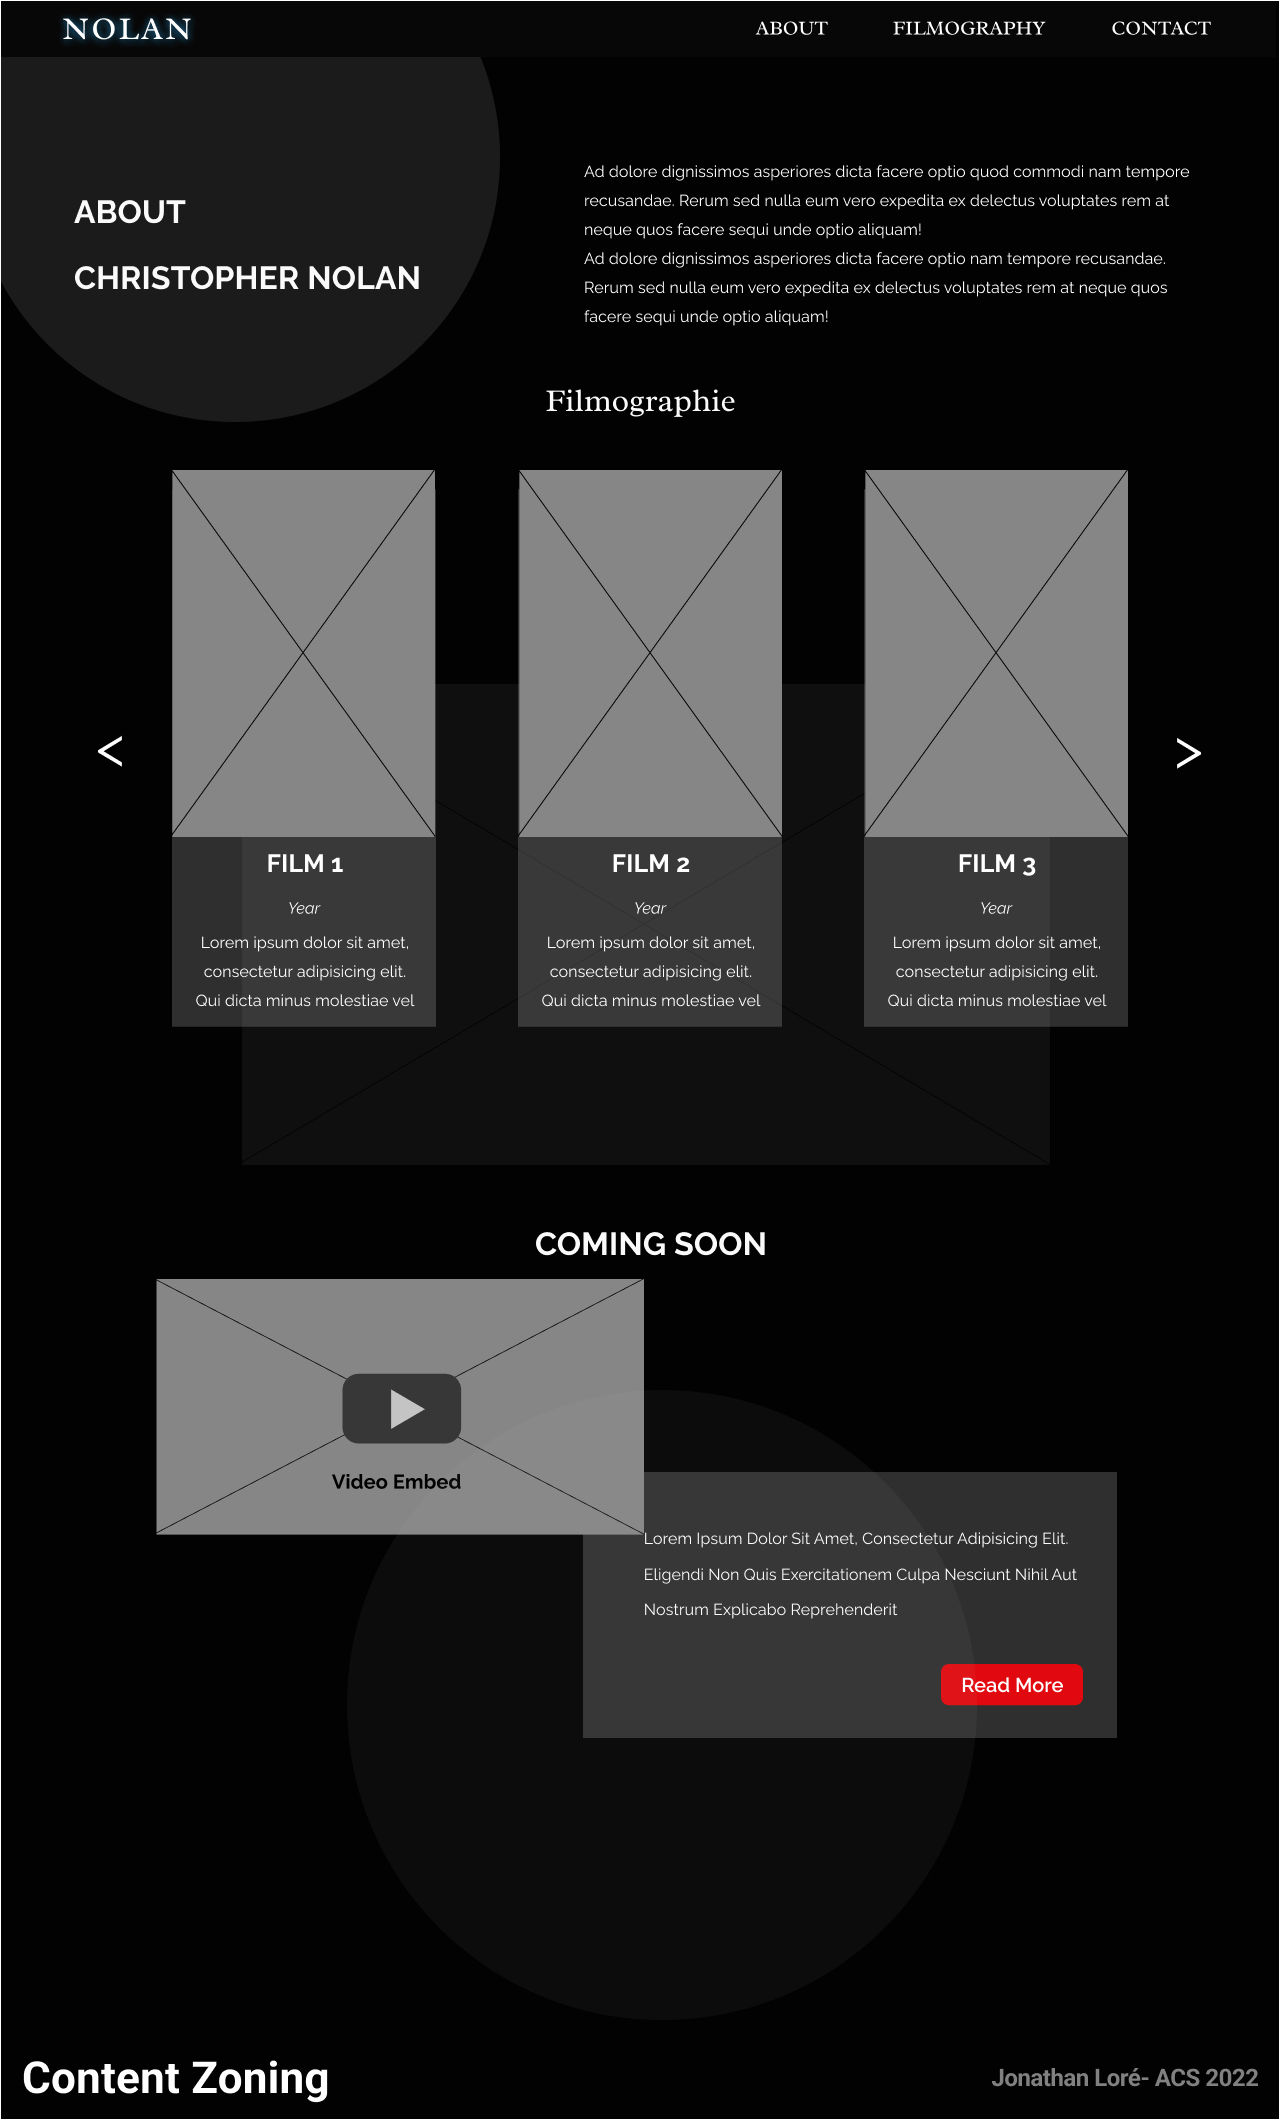 NOLAN
ABOUT
FILMOGRAPHY
CONTACT
ABOUT
CHRISTOPHER NOLAN
Ad dolore dignissimos asperiores dicta facere optio quod commodi nam tempore
recusandae. Rerum sed nulla eum vero expedita ex delectus voluptates rem at
neque quos facere sequi unde optio aliquam!
Ad dolore dignissimos asperiores dicta facere optio nam tempore recusandae.
Rerum sed nulla eum vero expedita ex delectus voluptates rem at neque quos
facere sequi unde optio aliquam!
Filmographie
<
>
FILM 1
Year
Lorem ipsum dolor sit amet,
consectetur adipisicing elit.
Qui dicta minus molestiae vel
FILM 2
Year
Lorem ipsum dolor sit amet,
consectetur adipisicing elit.
Qui dicta minus molestiae vel
FILM 3
Year
Lorem ipsum dolor sit amet,
consectetur adipisicing elit.
Qui dicta minus molestiae vel
COMING SOON
Video Embed
Lorem Ipsum Dolor Sit Amet, Consectetur Adipisicing Elit.
Eligendi Non Quis Exercitationem Culpa Nesciunt Nihil Aut
Nostrum Explicabo Reprehenderit
Read More
Content Zoning
Jonathan Loré- ACS 2022